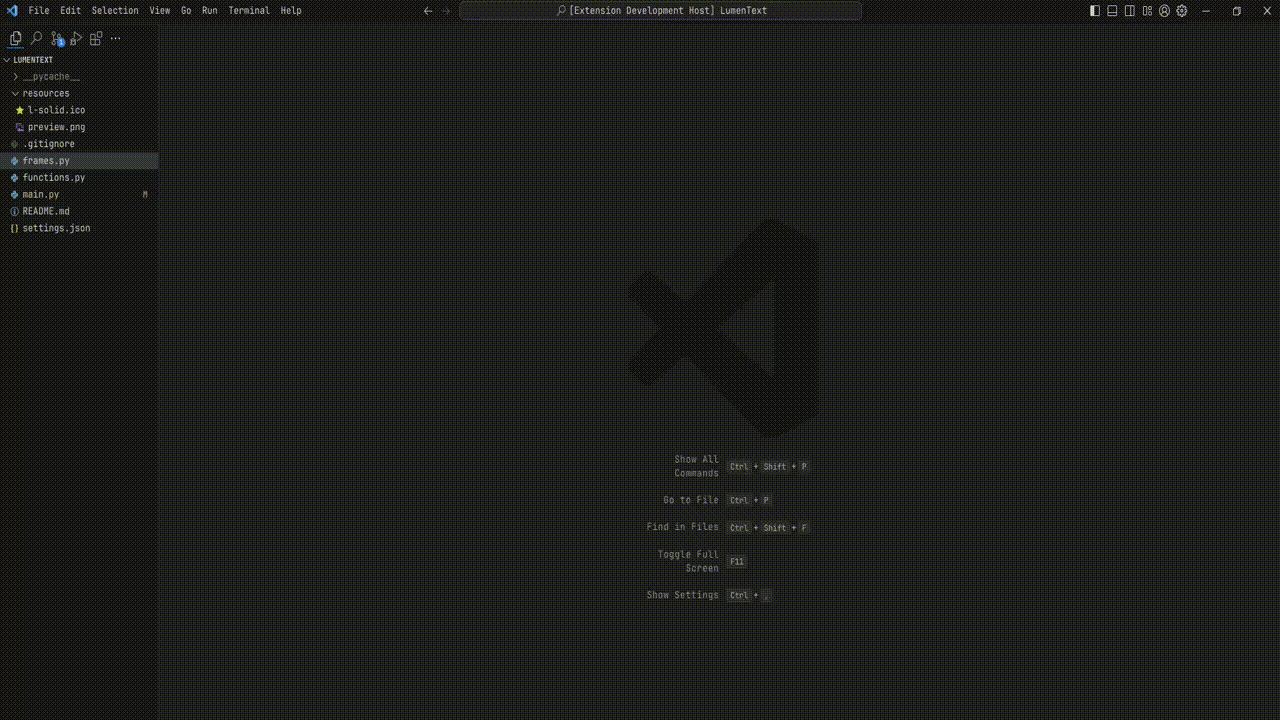 File Edit Selection View Go Run Terminal Help
[Extension Development Host] LumenText
1
LUMENTEXT
__pycache__
resources
l-solid.ico
preview.png
.gitignore
frames.py
functions.py
main.py M
README.md
{} settings.json
Show All Commands Ctrl + Shift + P
Go to File Ctrl + P
Find in Files Ctrl + Shift + F
Toggle Full Screen F11
Show Settings Ctrl + ,